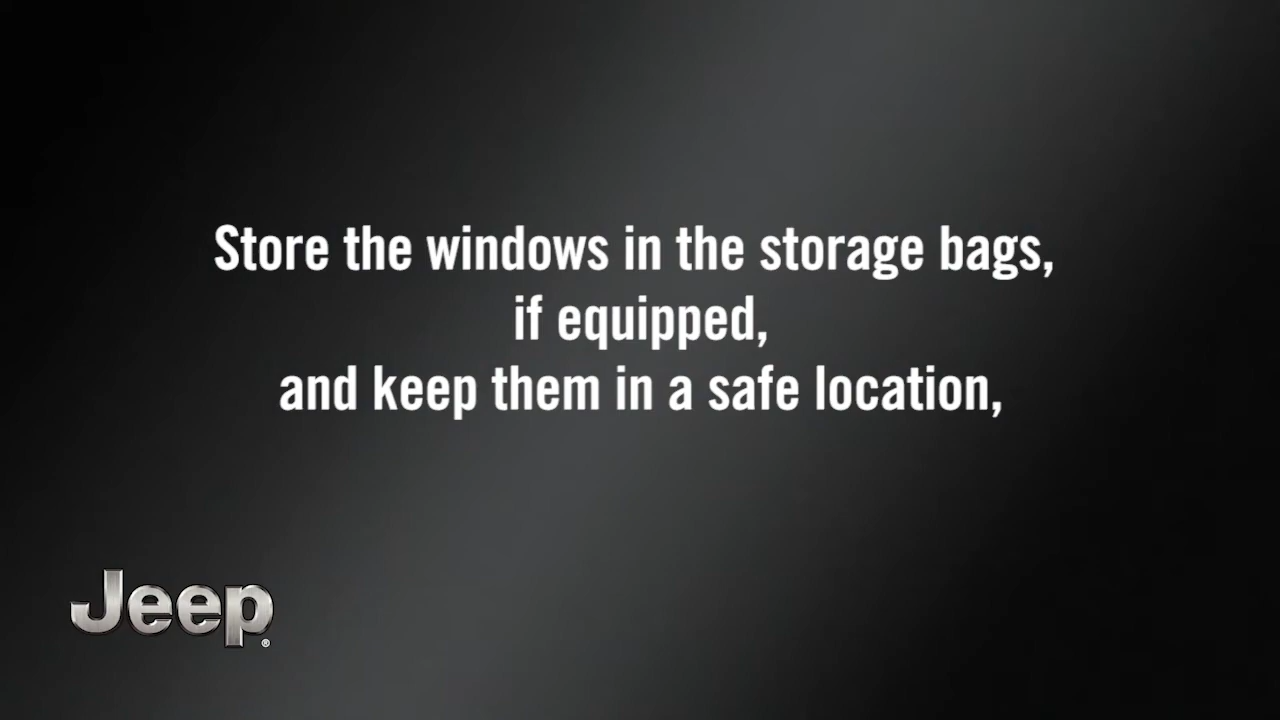 Store the windows in the storage bags,
if equipped,
and keep them in a safe location,
Jeep®